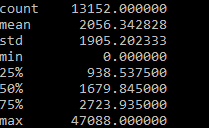 count 13152.000000
mean 2056.342828
std 1905.202333
min 0.000000
25% 938.537500
50% 1679.845000
75% 2723.935000
max 47088.000000